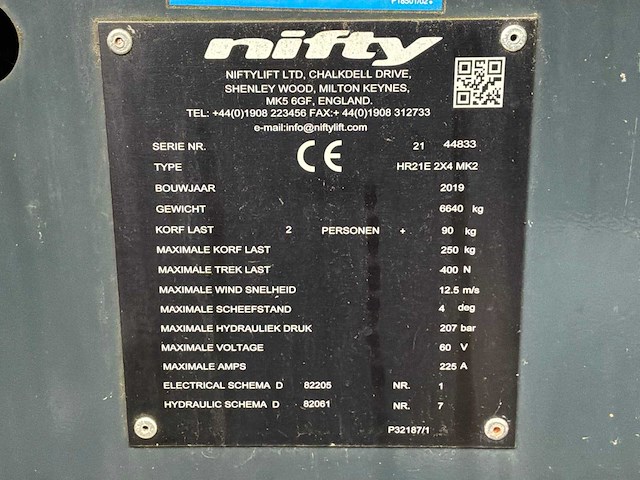 P18501/02
nifty
NIFTYLIFT LTD, CHALKDELL DRIVE,
SHENLEY WOOD, MILTON KEYNES,
MK5 6GF, ENGLAND.
TEL: +44(0)1908 223456 FAX:+ 44(0)1908 312733
e-mail:info@niftylift.com
SERIE NR. CE 21 44833
TYPE HR21E 2X4 MK2
BOUWJAAR 2019
GEWICHT 6640 kg
KORF LAST 2 PERSONEN + 90 kg
MAXIMALE KORF LAST 250 kg
MAXIMALE TREK LAST 400 N
MAXIMALE WIND SNELHEID 12.5 m/s
MAXIMALE SCHEEFSTAND 4 deg
MAXIMALE HYDRAULIEK DRUK 207 bar
MAXIMALE VOLTAGE 60 V
MAXIMALE AMPS 225 A
ELECTRICAL SCHEMA D 82205 NR. 1
HYDRAULIC SCHEMA D 82061 NR. 7
P32187/1